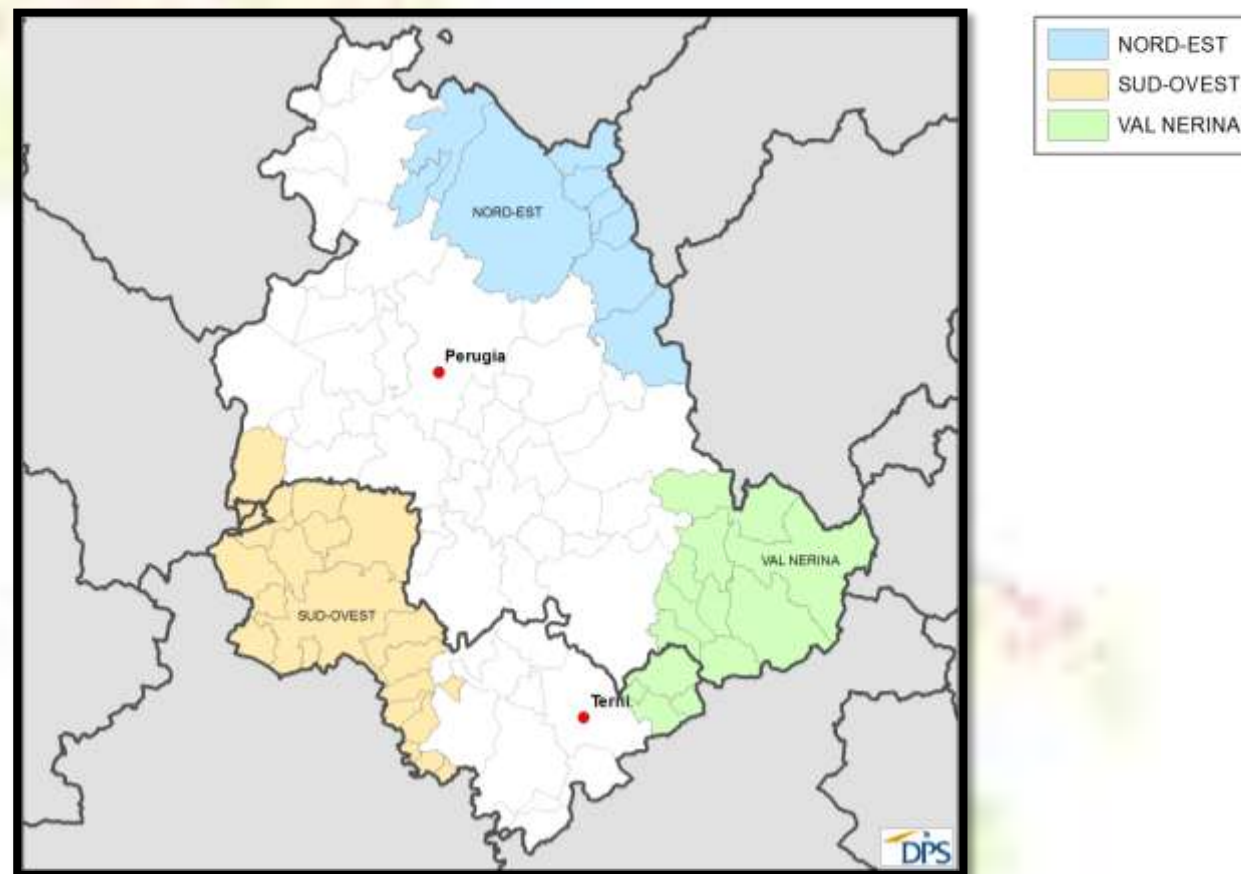 NORD-EST
SUD-OVEST
VAL NERINA
NORD-EST
Perugia
VAL NERINA
SUD-OVEST
Terni
DPS